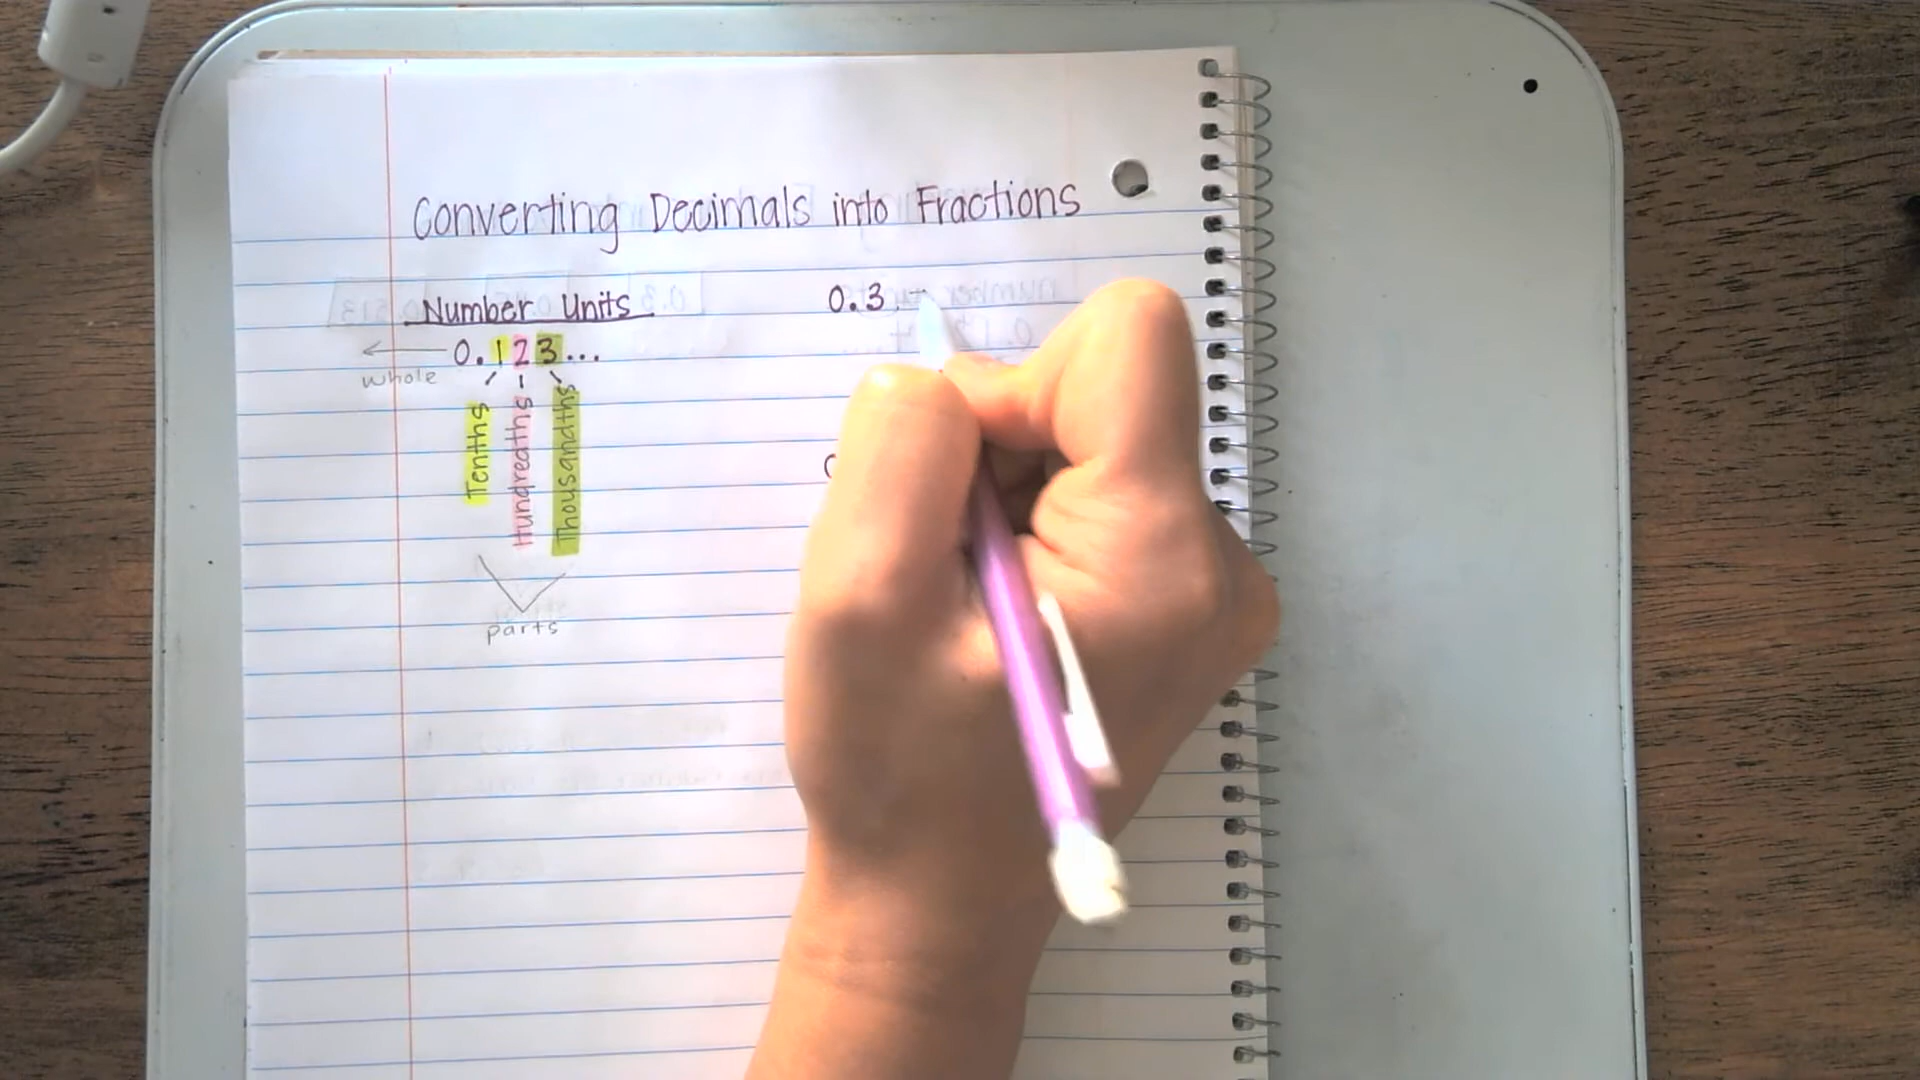 Converting Decimals into Fractions
Number Units
0.123...
whole
Tenths
Hundredths
Thousandths
parts
0.3